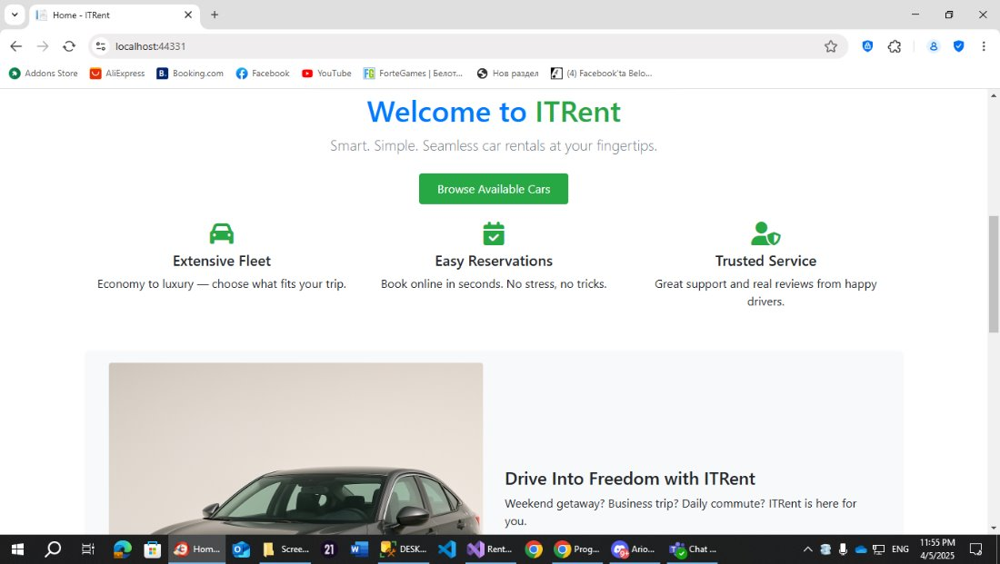 Home - ITRent
localhost:44331
Addons Store AliExpress B. Booking.com Facebook YouTube FG ForteGames | Белот... Нов раздел (4) Facebook'ta Belo...
Welcome to ITRent
Smart. Simple. Seamless car rentals at your fingertips.
Browse Available Cars
Extensive Fleet
Economy to luxury — choose what fits your trip.
Easy Reservations
Book online in seconds. No stress, no tricks.
Trusted Service
Great support and real reviews from happy
drivers.
Drive Into Freedom with ITRent
Weekend getaway? Business trip? Daily commute? ITRent is here for
you.
Hom... Scree... 21 DESK... Rent... Prog... Ario... Chat ... ENG
11:55 PM
4/5/2025